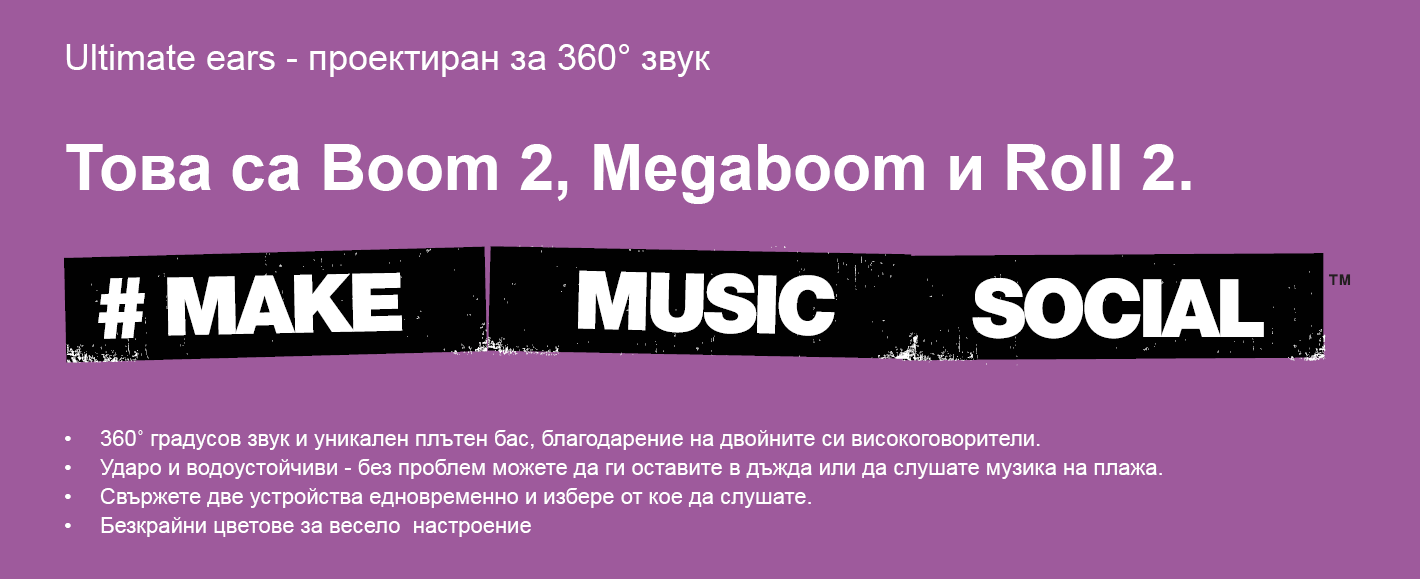 Ultimate ears - проектиран за 360° звук
Това са Boom 2, Megaboom и Roll 2.
# MAKE MUSIC SOCIAL ™
• 360° градусов звук и уникален плътен бас, благодарение на двойните си високоговорители.
• Ударо и водоустойчиви - без проблем можете да ги оставите в дъжда или да слушате музика на плажа.
• Свържете две устройства едновременно и избере от кое да слушате.
• Безкрайни цветове за весело  настроение